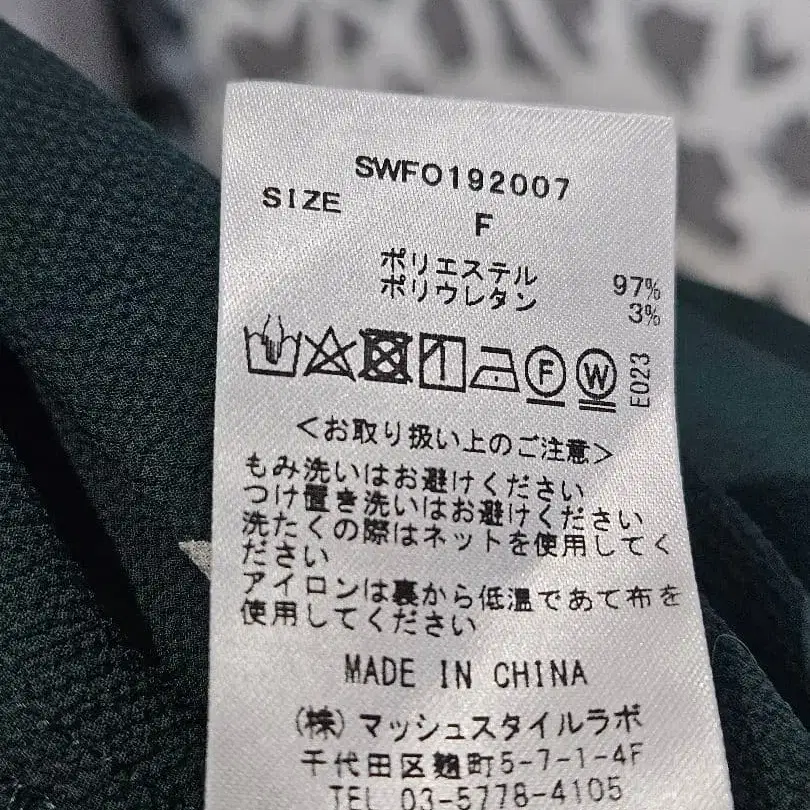 SWFO192007
SIZE
F
ポリエステル 97%
ポリウレタン 3%
F W E023
<お取り扱い上のご注意>
もみ洗いはお避けください
つけ置き洗いはお避けください
洗たくの際はネットを使用してく
ださい
アイロンは裏から低温であて布を
使用してください
MADE IN CHINA
(株)マッシュスタイルラボ
千代田区麹町5-7-1-4F
TEL 03-5778-4105